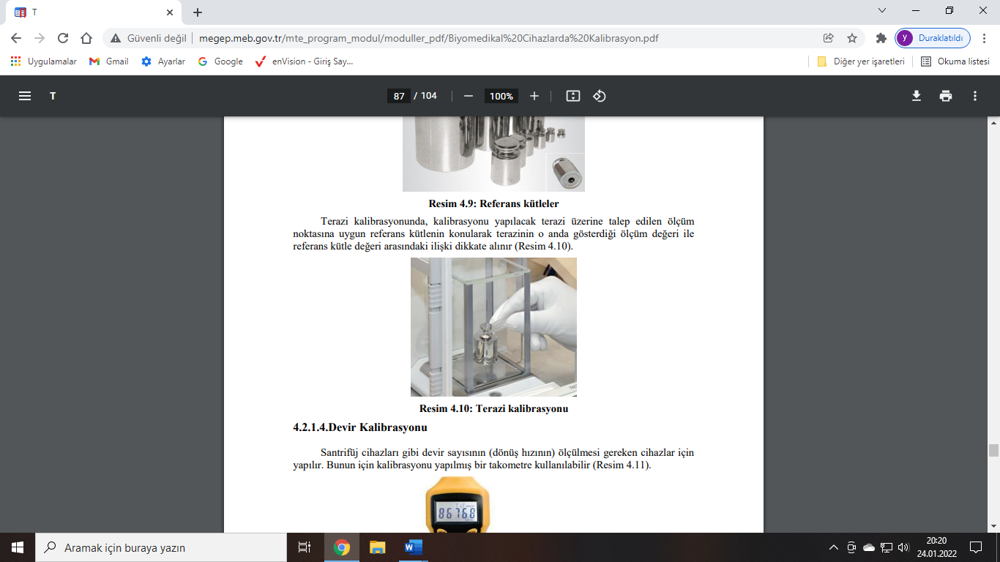 T
Güvenli değil
megep.meb.gov.tr/mte_program_modul/moduller_pdf/Biyomedikal%20Cihazlarda%20Kalibrasyon.pdf
y Duraklatıldı
Uygulamalar
Gmail
Ayarlar
Google
enVision - Giriş Say...
Diğer yer işaretleri
Okuma listesi
T
87 / 104
100%
Resim 4.9: Referans kütleler
Terazi kalibrasyonunda, kalibrasyonu yapılacak terazi üzerine talep edilen ölçüm
noktasına uygun referans kütlenin konularak terazinin o anda gösterdiği ölçüm değeri ile
referans kütle değeri arasındaki ilişki dikkate alınır (Resim 4.10).
Resim 4.10: Terazi kalibrasyonu
4.2.1.4.Devir Kalibrasyonu
Santrifüj cihazları gibi devir sayısının (dönüş hızının) ölçülmesi gereken cihazlar için
yapılır. Bunun için kalibrasyonu yapılmış bir takometre kullanılabilir (Resim 4.11).
8676.8
Aramak için buraya yazın
W
20:20
24.01.2022